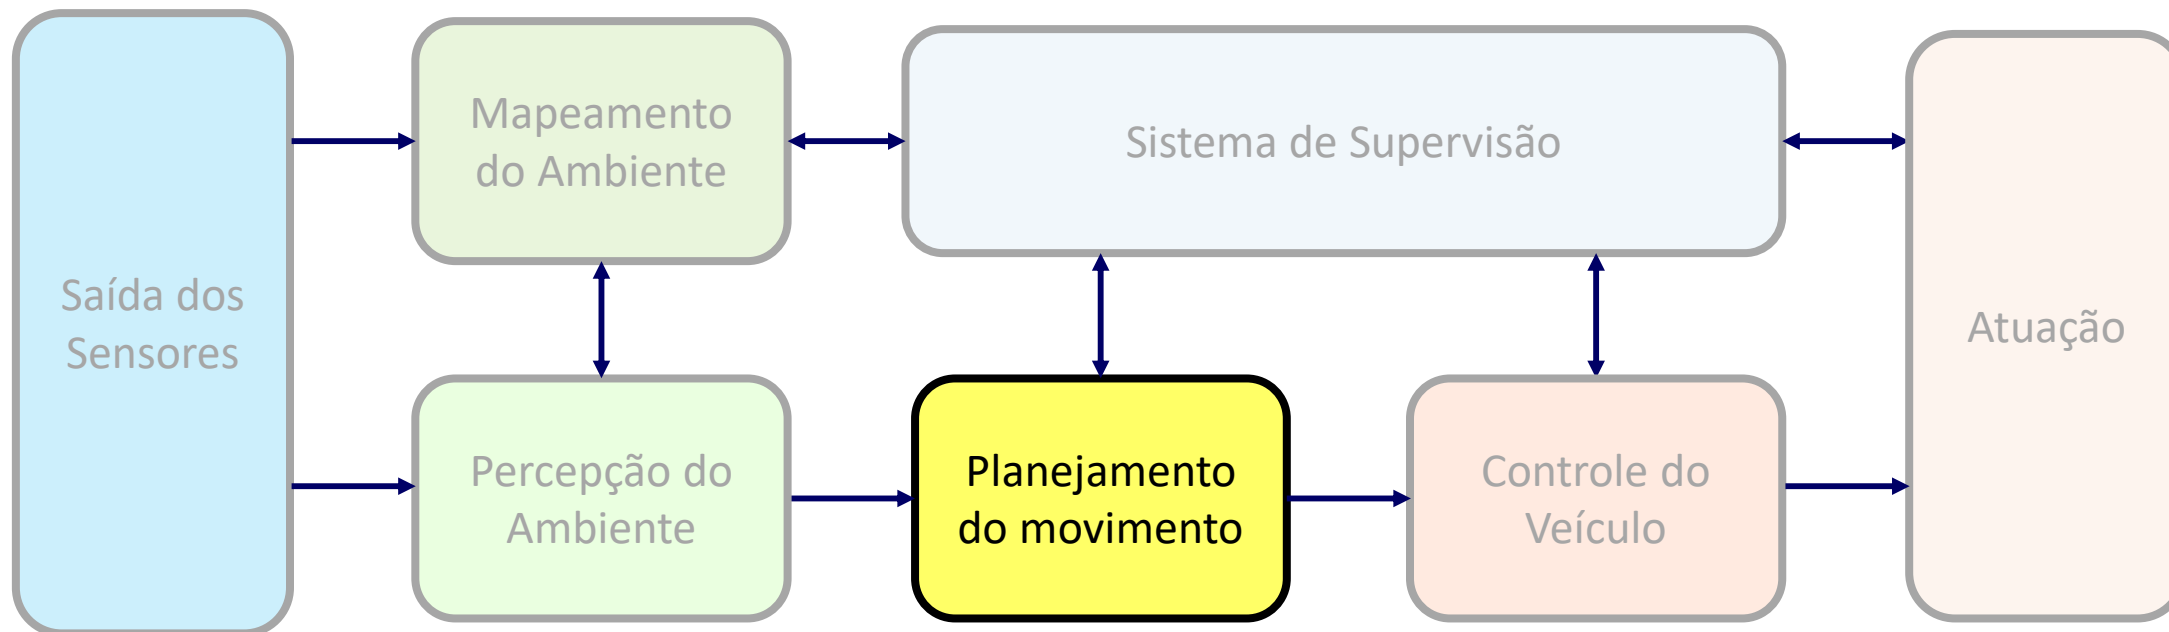 Saída dos
Sensores
Mapeamento
do Ambiente
Sistema de Supervisão
Percepção do
Ambiente
Planejamento
do movimento
Controle do
Veículo
Atuação